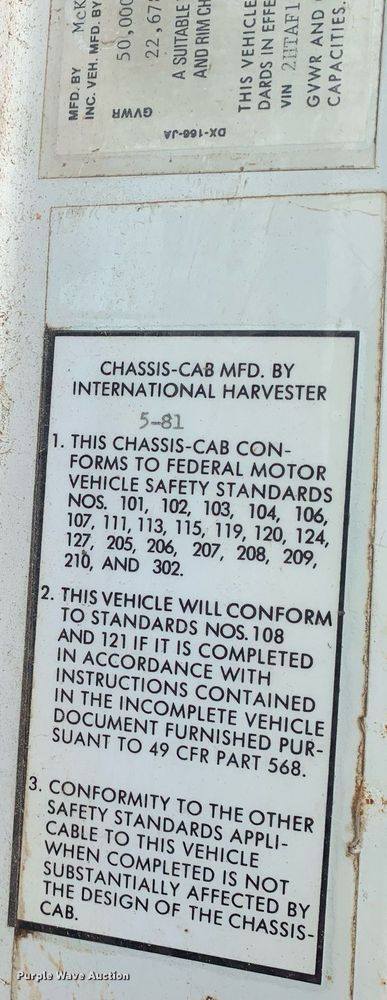 MFD. BY McK
INC. VEH. MFD. BY
50,000
22,67
GVWR
A SUITABLE
AND RIM CH
DX-166-JA
THIS VEHICLE
DARDS IN EFFE
VIN 2HTAF1
GVWR AND
CAPACITIES.
CHASSIS-CAB MFD. BY
INTERNATIONAL HARVESTER
5-81
1. THIS CHASSIS-CAB CON-
FORMS TO FEDERAL MOTOR
VEHICLE SAFETY STANDARDS
NOS. 101, 102, 103, 104, 106,
107, 111, 113, 115, 119, 120, 124,
127, 205, 206, 207, 208, 209,
210, AND 302.
2. THIS VEHICLE WILL CONFORM
TO STANDARDS NOS. 108
AND 121 IF IT IS COMPLETED
IN ACCORDANCE WITH
INSTRUCTIONS CONTAINED
IN THE INCOMPLETE VEHICLE
DOCUMENT FURNISHED PUR-
SUANT TO 49 CFR PART 568.
3. CONFORMITY TO THE OTHER
SAFETY STANDARDS APPLI-
CABLE TO THIS VEHICLE
WHEN COMPLETED IS NOT
SUBSTANTIALLY AFFECTED BY
THE DESIGN OF THE CHASSIS-
CAB.
Purple Wave Auction